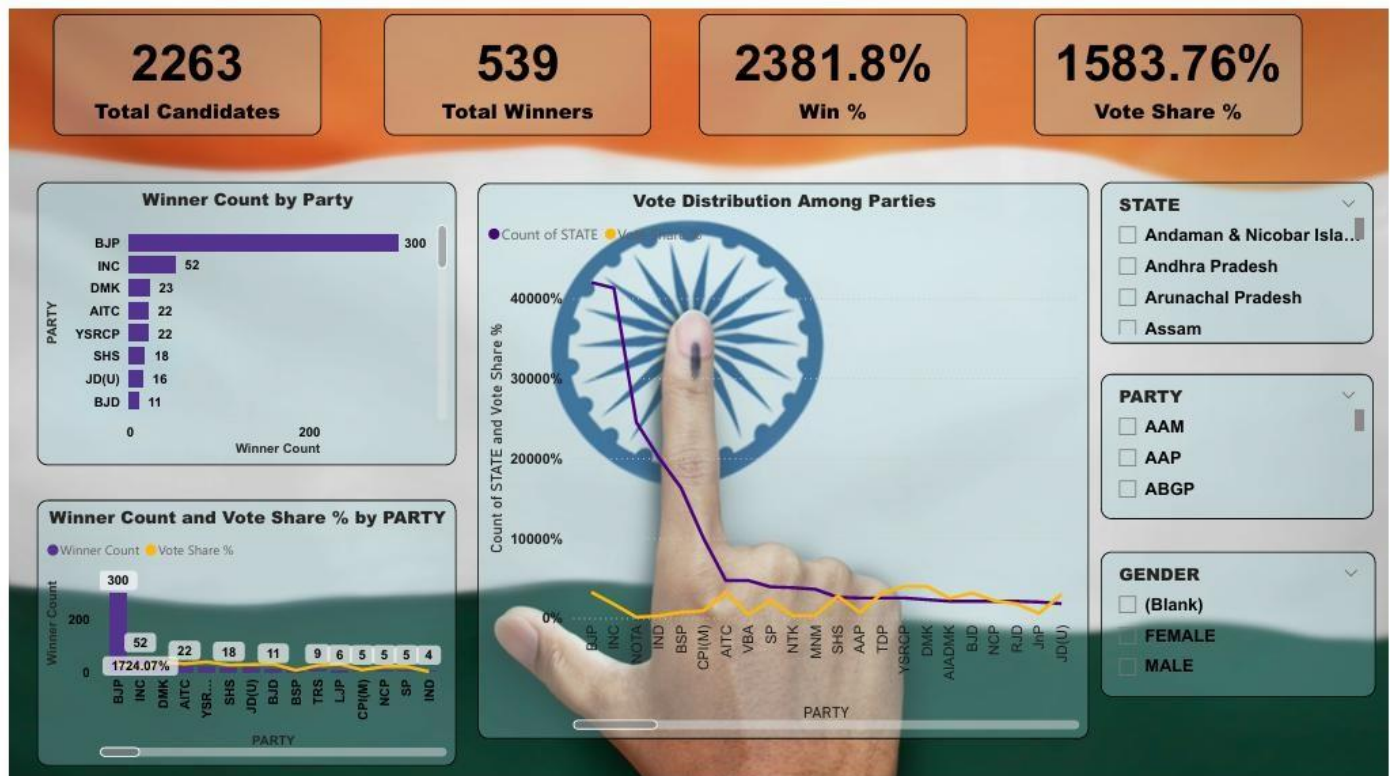 2263
Total Candidates
539
Total Winners
2381.8%
Win %
1583.76%
Vote Share %
Winner Count by Party
PARTY
BJP 300
INC 52
DMK 23
AITC 22
YSRCP 22
SHS 18
JD(U) 16
BJD 11
0 200
Winner Count
Winner Count and Vote Share % by PARTY
Winner Count Vote Share %
Winner Count
200
0
300
52
22
18
11
9
6
5
5
5
4
1724.07%
BJP
INC
DMK
AITC
YSR...
SHS
JD(U)
BJD
BSP
TRS
LJP
CPI(M)
NCP
SP
IND
PARTY
Vote Distribution Among Parties
Count of STATE Vote Share %
Count of STATE and Vote Share %
40000%
30000%
20000%
10000%
0%
BJP
INC
NOTA
IND
BSP
CPI(M)
AITC
VBA
SP
NTK
MNM
SHS
AAP
TDP
YSRCP
DMK
AIADMK
BJD
NCP
RJD
JnP
JD(U)
PARTY
STATE
Andaman & Nicobar Isla...
Andhra Pradesh
Arunachal Pradesh
Assam
PARTY
AAM
AAP
ABGP
GENDER
(Blank)
FEMALE
MALE